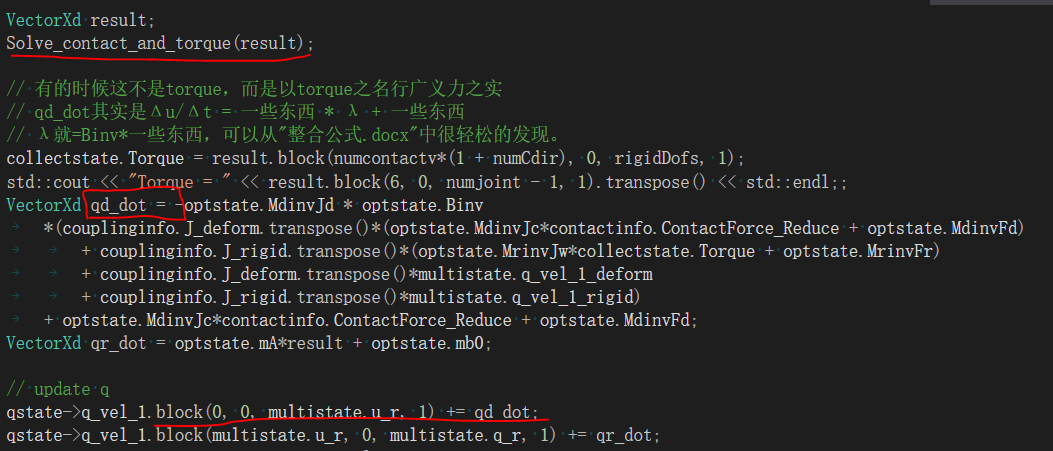 VectorXd result;
Solve_contact_and_torque(result);
// 有的时候这不是torque，而是以torque之名行广义力之实
// qd_dot其实是Δu/Δt = 一些东西 * λ + 一些东西
// λ就=Binv*一些东西，可以从"整合公式.docx"中很轻松的发现。
collectstate.Torque = result.block(numcontactv*(1 + numCdir), 0, rigidDofs, 1);
std::cout << "Torque = " << result.block(6, 0, numjoint - 1, 1).transpose() << std::endl;;
VectorXd qd_dot = -optstate.MdinvJd * optstate.Binv
*(couplinginfo.J_deform.transpose()*(optstate.MdinvJc*contactinfo.ContactForce_Reduce + optstate.MdinvFd)
+ couplinginfo.J_rigid.transpose()*(optstate.MrinvJw*collectstate.Torque + optstate.MrinvFr)
+ couplinginfo.J_deform.transpose()*multistate.q_vel_1_deform
+ couplinginfo.J_rigid.transpose()*multistate.q_vel_1_rigid)
+ optstate.MdinvJc*contactinfo.ContactForce_Reduce + optstate.MdinvFd;
VectorXd qr_dot = optstate.mA*result + optstate.mb0;
// update q
qstate->q_vel_1.block(0, 0, multistate.u_r, 1) += qd_dot;
qstate->q_vel_1.block(multistate.u_r, 0, multistate.q_r, 1) += qr_dot;